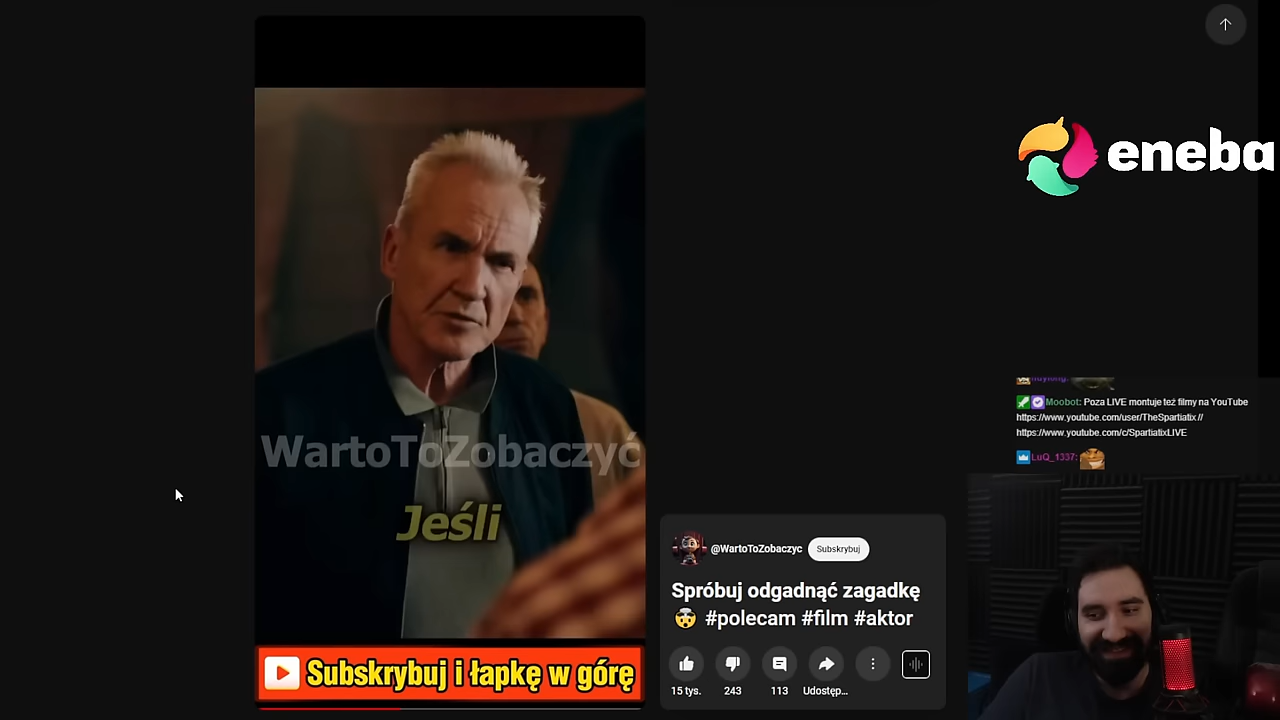 eneba
Moobot: Poza LIVE montuje też filmy na YouTube
https://www.youtube.com/user/TheSpartiatix //
https://www.youtube.com/c/SpartiatixLIVE
LuQ_1337:
WartoToZobaczyć
Jeśli
Subskrybuj i łapkę w górę
@WartoToZobaczyc
Subskrybuj
Spróbuj odgadnąć zagadkę
🤯 #polecam #film #aktor
15 tys.
243
113
Udostęp...